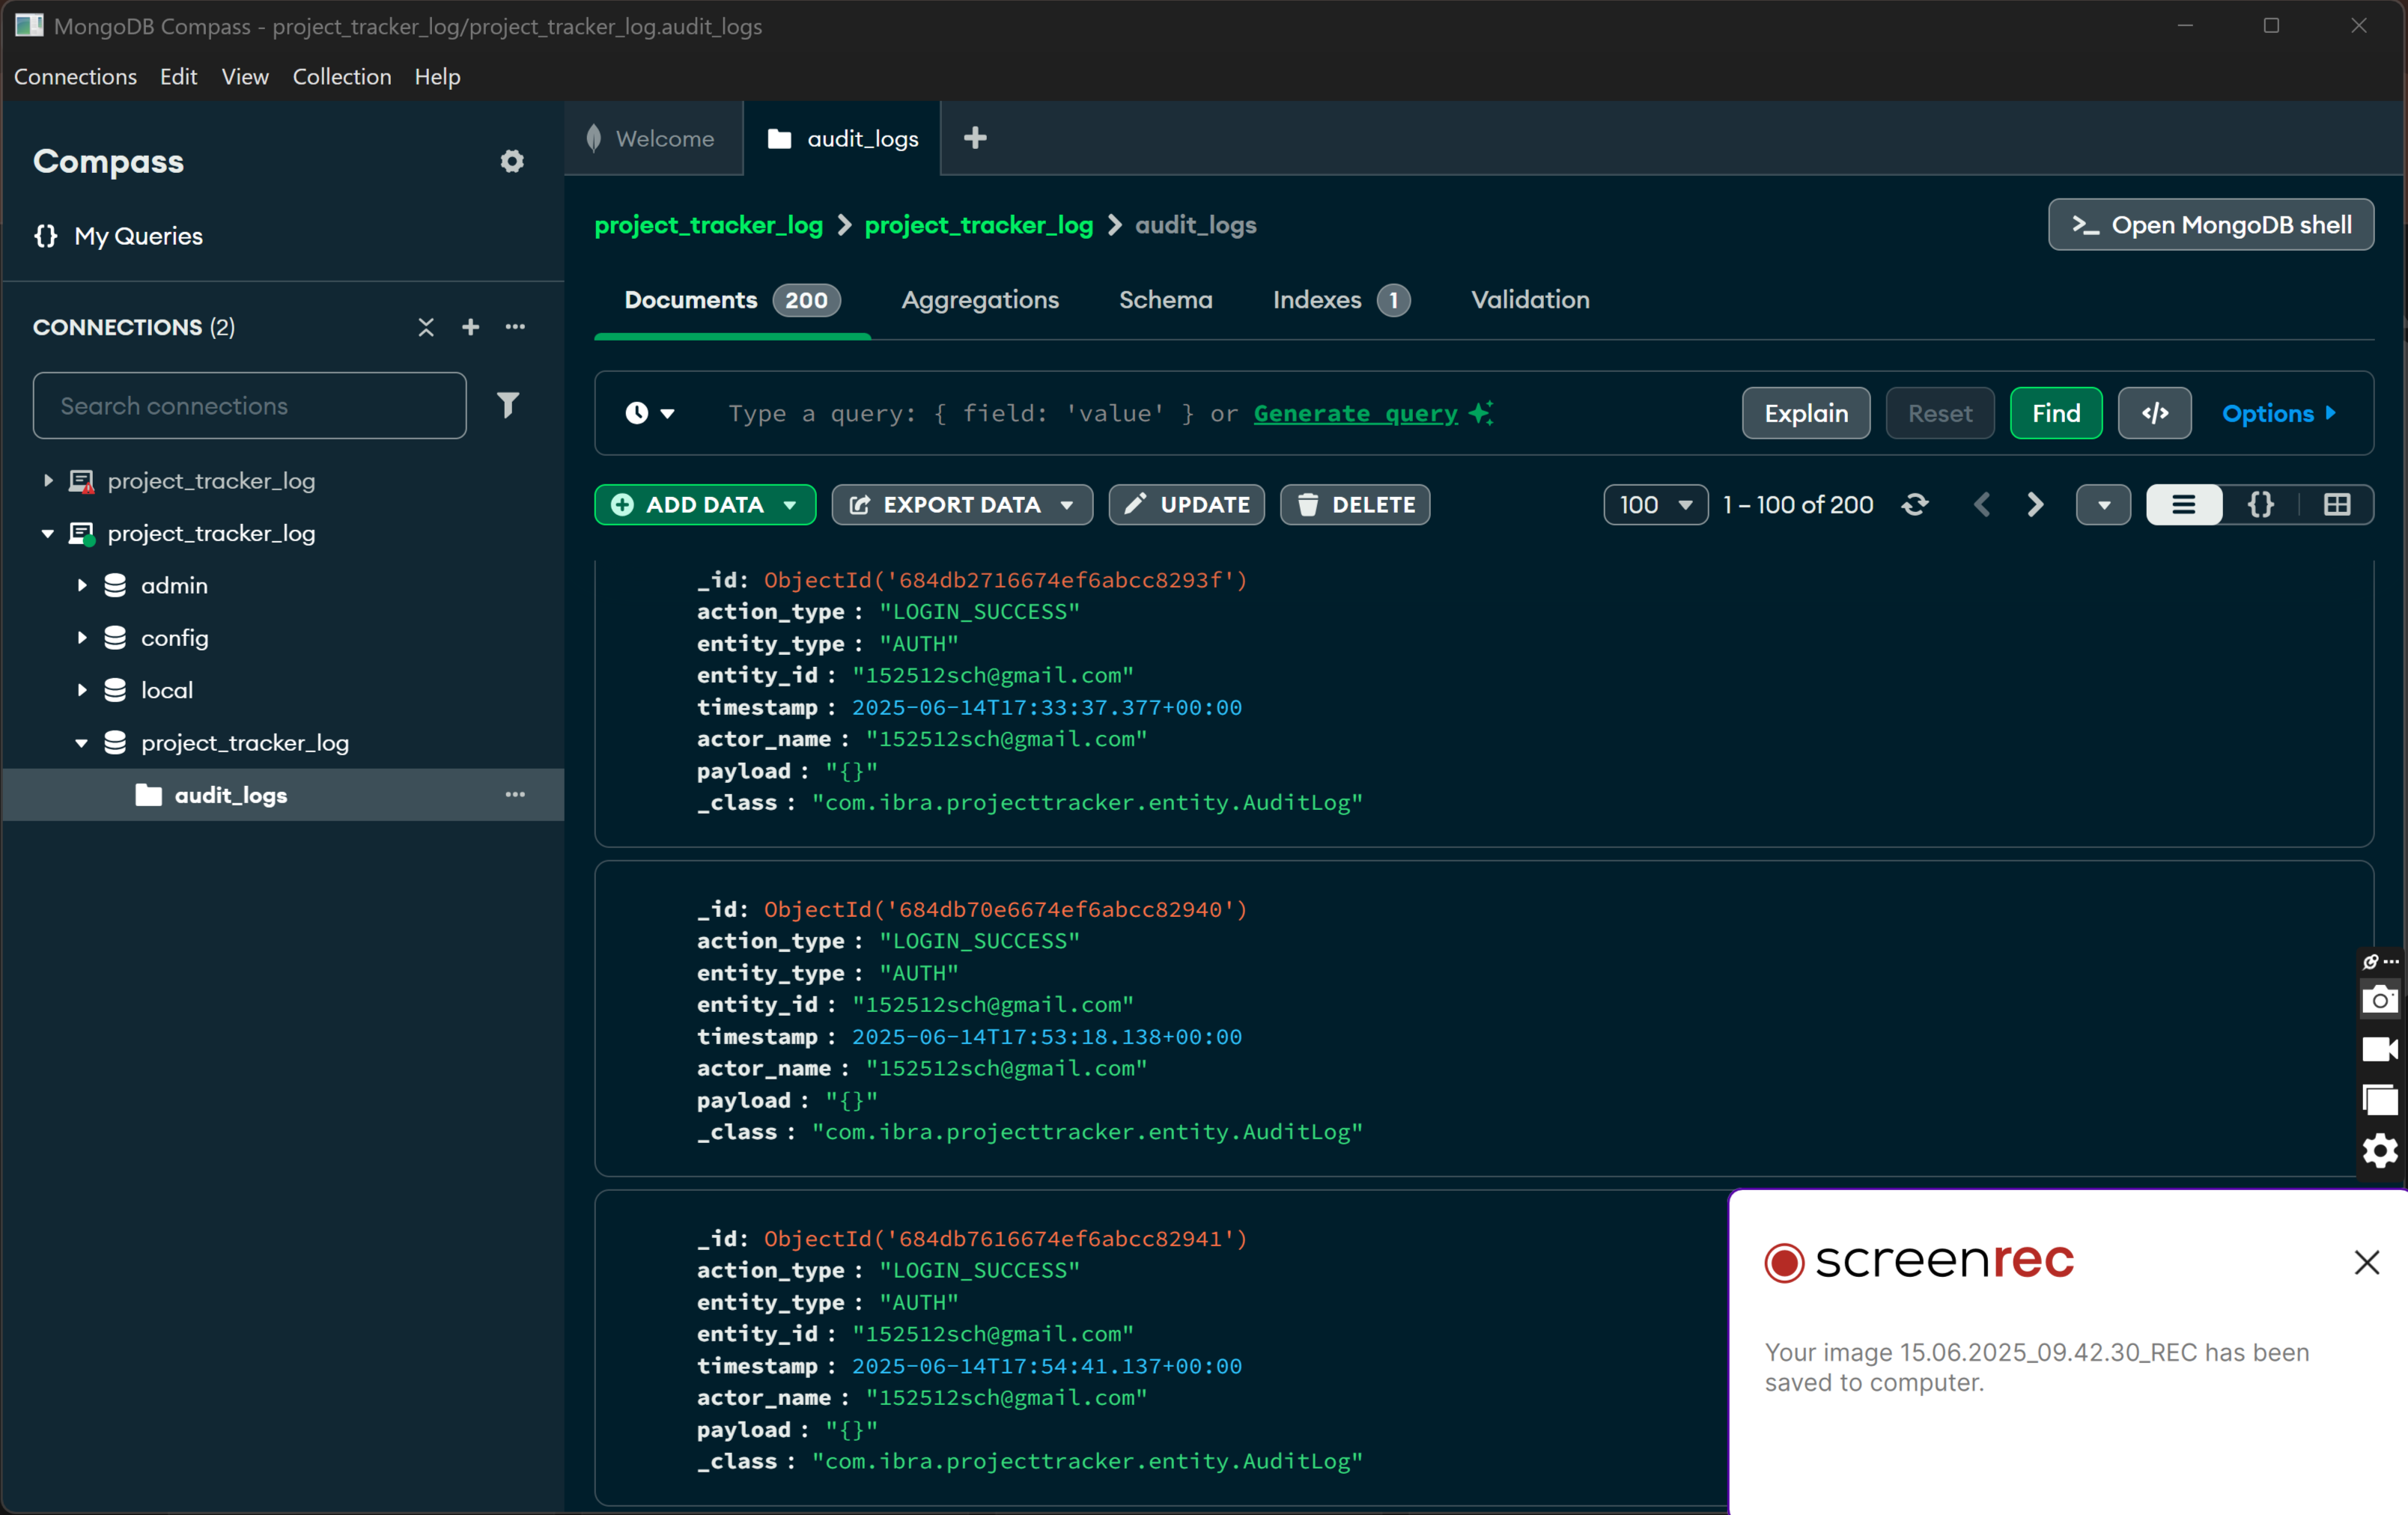 MongoDB Compass - project_tracker_log/project_tracker_log.audit_logs
Connections Edit View Collection Help
Compass
{} My Queries
CONNECTIONS (2)
Search connections
project_tracker_log
project_tracker_log
admin
config
local
project_tracker_log
audit_logs
Welcome
audit_logs
project_tracker_log > project_tracker_log > audit_logs
>_ Open MongoDB shell
Documents 200 Aggregations Schema Indexes 1 Validation
Type a query: { field: 'value' } or Generate query
Explain Reset Find </> Options
ADD DATA EXPORT DATA UPDATE DELETE 100 1 – 100 of 200 {}
_id: ObjectId('684db2716674ef6abcc8293f')
action_type : "LOGIN_SUCCESS"
entity_type : "AUTH"
entity_id : "152512sch@gmail.com"
timestamp : 2025-06-14T17:33:37.377+00:00
actor_name : "152512sch@gmail.com"
payload : "{}"
_class : "com.ibra.projecttracker.entity.AuditLog"
_id: ObjectId('684db70e6674ef6abcc82940')
action_type : "LOGIN_SUCCESS"
entity_type : "AUTH"
entity_id : "152512sch@gmail.com"
timestamp : 2025-06-14T17:53:18.138+00:00
actor_name : "152512sch@gmail.com"
payload : "{}"
_class : "com.ibra.projecttracker.entity.AuditLog"
_id: ObjectId('684db7616674ef6abcc82941')
action_type : "LOGIN_SUCCESS"
entity_type : "AUTH"
entity_id : "152512sch@gmail.com"
timestamp : 2025-06-14T17:54:41.137+00:00
actor_name : "152512sch@gmail.com"
payload : "{}"
_class : "com.ibra.projecttracker.entity.AuditLog"
screenrec
Your image 15.06.2025_09.42.30_REC has been
saved to computer.